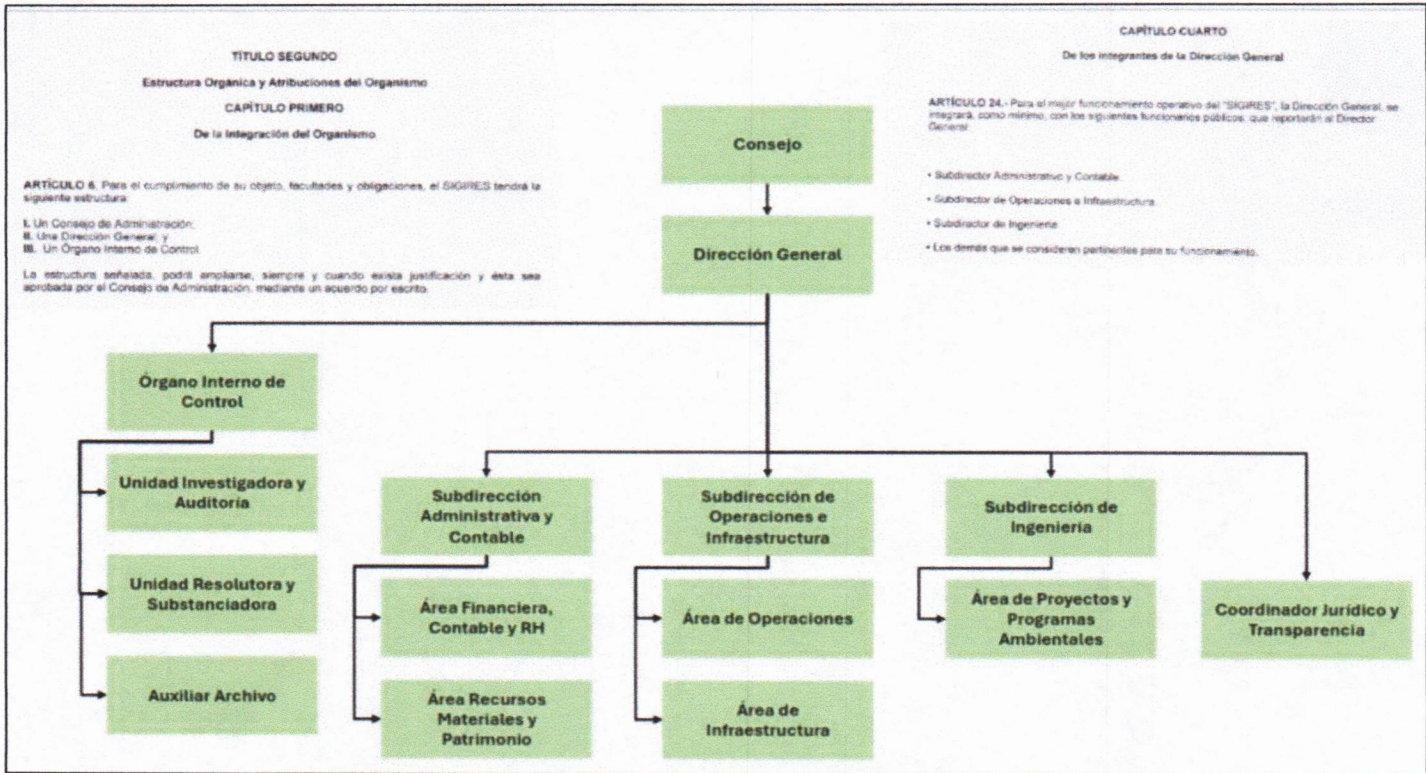 TÍTULO SEGUNDO
Estructura Orgánica y Atribuciones del Organismo
CAPÍTULO PRIMERO
De la Integración del Organismo
ARTÍCULO 6. Para el cumplimiento de su objeto, facultades y obligaciones, el SIGIRES tendrá la
siguiente estructura:
I. Un Consejo de Administración;
II. Una Dirección General; y
III. Un Órgano Interno de Control.
La estructura señalada, podrá ampliarse, siempre y cuando exista justificación y ésta sea
aprobada por el Consejo de Administración, mediante un acuerdo por escrito.
CAPÍTULO CUARTO
De los integrantes de la Dirección General
ARTÍCULO 24.- Para el mejor funcionamiento operativo del "SIGIRES", la Dirección General, se
integrará, como mínimo, con los siguientes funcionarios públicos, que reportarán al Director
General:
• Subdirector Administrativo y Contable.
• Subdirector de Operaciones e Infraestructura.
• Subdirector de Ingeniería.
• Los demás que se consideren pertinentes para su funcionamiento.
Consejo
Dirección General
Órgano Interno de
Control
Unidad Investigadora y
Auditoría
Unidad Resolutora y
Substanciadora
Auxiliar Archivo
Subdirección
Administrativa y
Contable
Área Financiera,
Contable y RH
Área Recursos
Materiales y
Patrimonio
Subdirección de
Operaciones e
Infraestructura
Área de Operaciones
Área de
Infraestructura
Subdirección de
Ingeniería
Área de Proyectos y
Programas
Ambientales
Coordinador Jurídico y
Transparencia